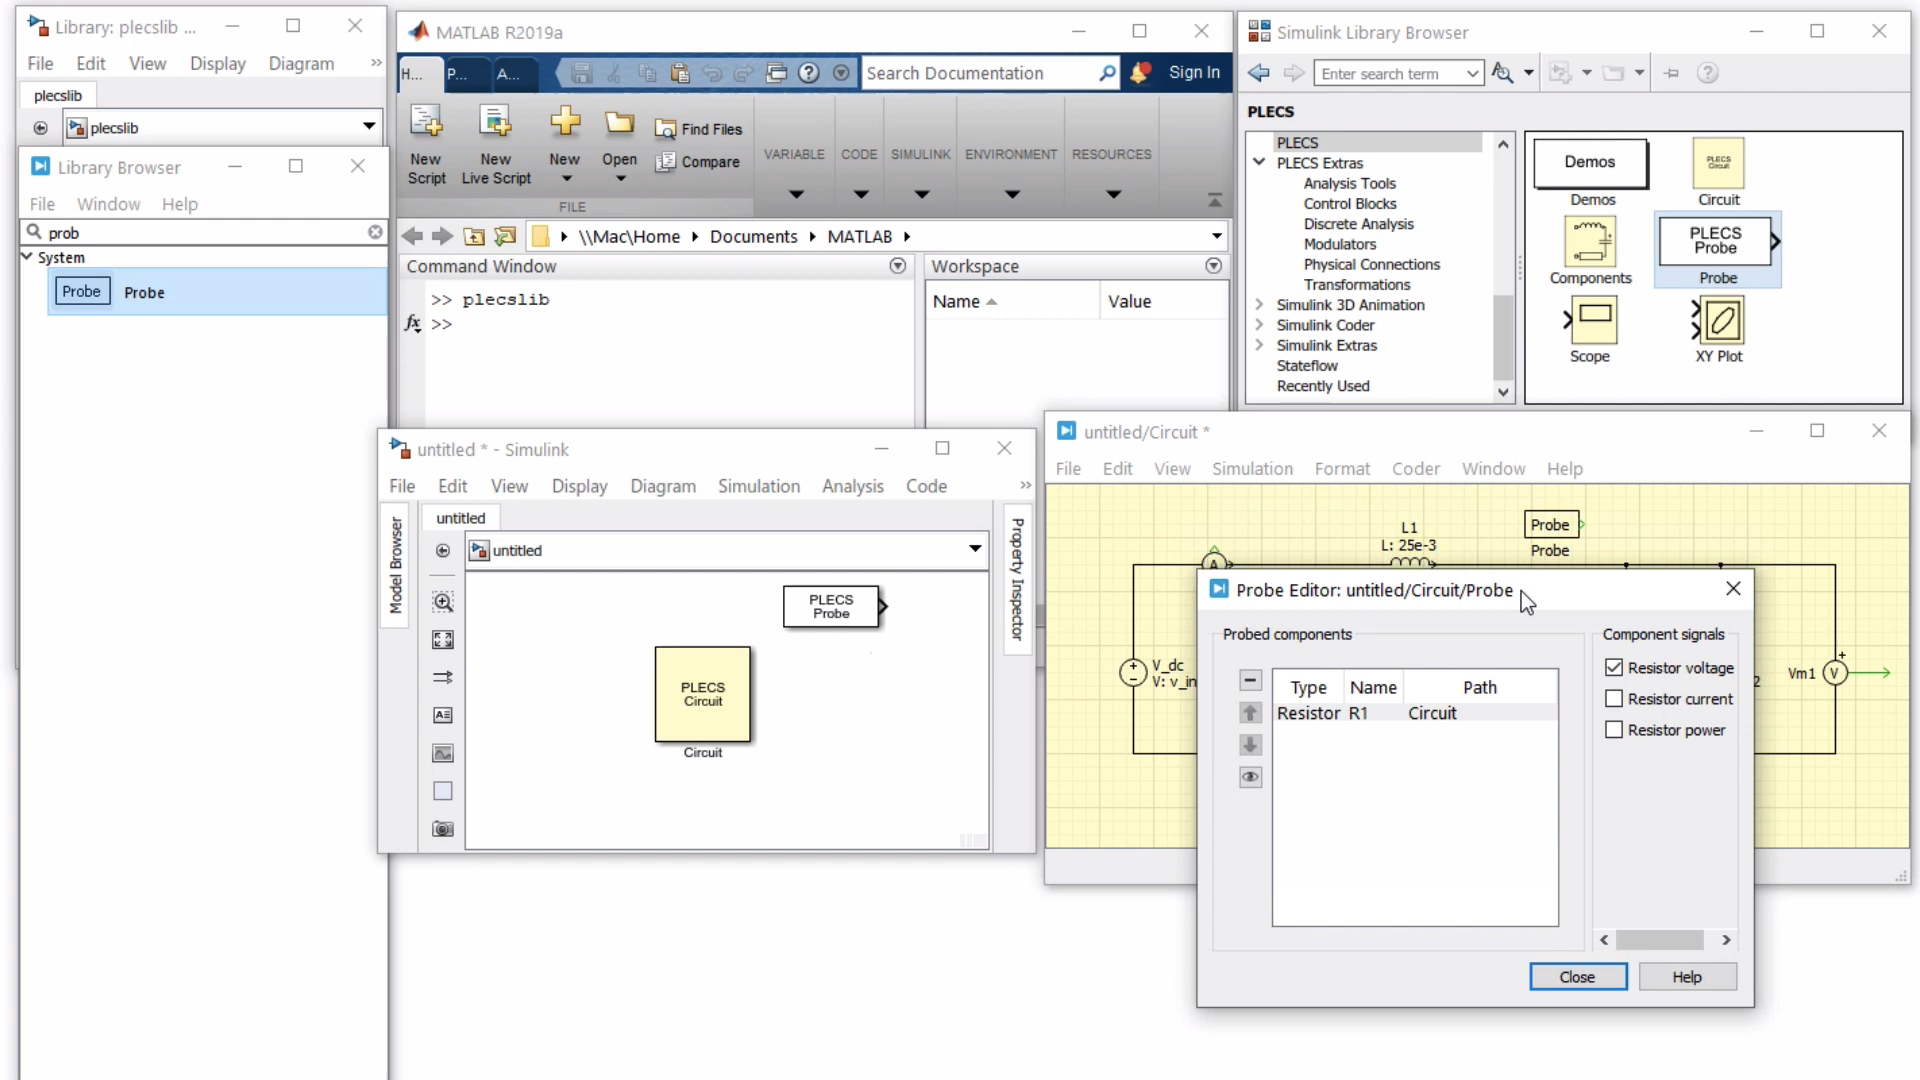 Library: plecslib ...
File Edit View Display Diagram »
plecslib
plecslib
Library Browser
File Window Help
prob
System
Probe Probe
MATLAB R2019a
H... P... A...
Search Documentation
Sign In
New Script
New Live Script
New
Open
Find Files
Compare
FILE
VARIABLE CODE SIMULINK ENVIRONMENT RESOURCES
\\Mac\Home Documents MATLAB
Command Window
>> plecslib
fx >>
Workspace
Name Value
Simulink Library Browser
Enter search term
PLECS
PLECS
PLECS Extras
Analysis Tools
Control Blocks
Discrete Analysis
Modulators
Physical Connections
Transformations
Simulink 3D Animation
Simulink Coder
Simulink Extras
Stateflow
Recently Used
Demos
Demos
PLECS
Circuit
Circuit
Components
PLECS
Probe
Probe
Scope
XY Plot
untitled * - Simulink
File Edit View Display Diagram Simulation Analysis Code »
Model Browser
untitled
untitled
Property Inspector
PLECS
Probe
PLECS
Circuit
Circuit
untitled/Circuit *
File Edit View Simulation Format Coder Window Help
L1
L: 25e-3
Probe
Probe
A
V_dc
V: v_in
2
Vm1 V
Probe Editor: untitled/Circuit/Probe
Probed components
Type Name Path
Resistor R1 Circuit
Component signals
Resistor voltage
Resistor current
Resistor power
Close Help